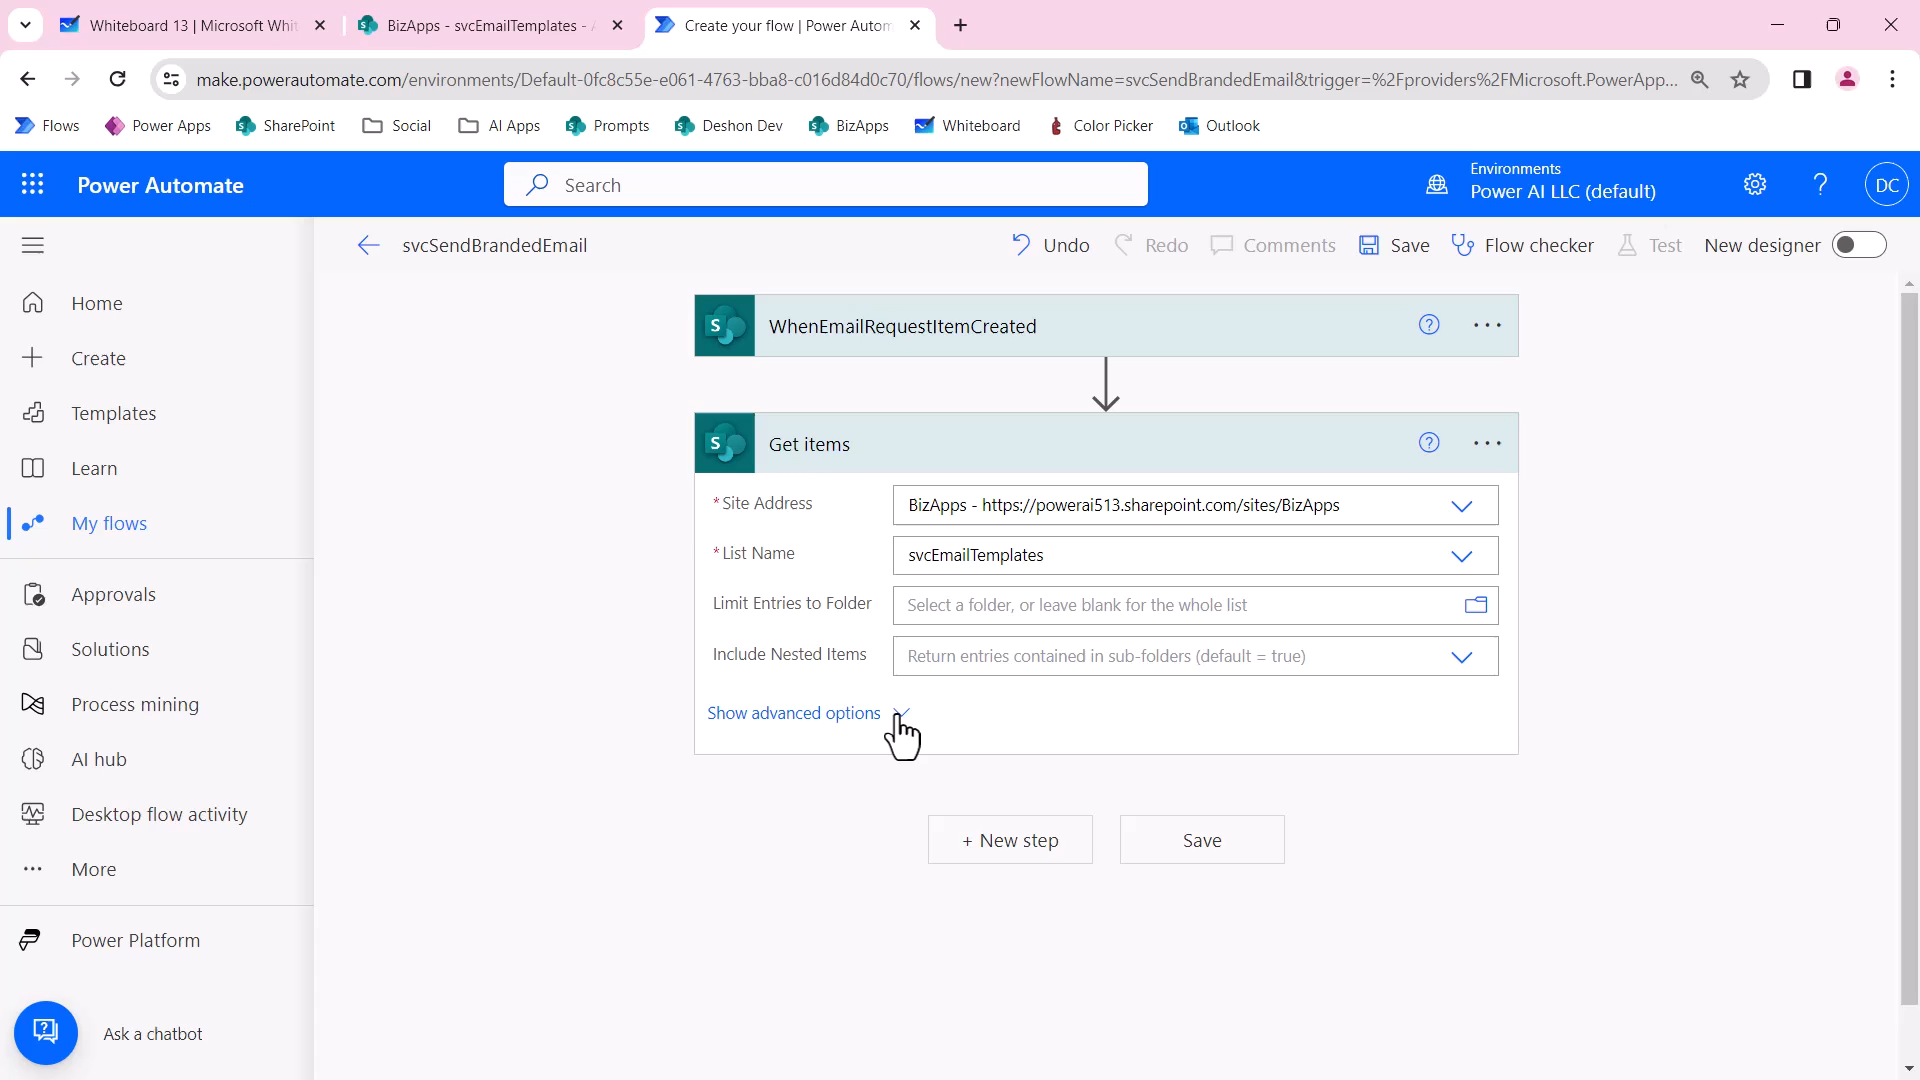 Whiteboard 13 | Microsoft Whit
BizApps - svcEmailTemplates - A
Create your flow | Power Autom
make.powerautomate.com/environments/Default-0fc8c55e-e061-4763-bba8-c016d84d0c70/flows/new?newFlowName=svcSendBrandedEmail&trigger=%2Fproviders%2FMicrosoft.PowerApp...
Flows
Power Apps
SharePoint
Social
AI Apps
Prompts
Deshon Dev
BizApps
Whiteboard
Color Picker
Outlook
Power Automate
Search
Environments
Power AI LLC (default)
DC
svcSendBrandedEmail
Undo
Redo
Comments
Save
Flow checker
Test
New designer
Home
Create
Templates
Learn
My flows
Approvals
Solutions
Process mining
AI hub
Desktop flow activity
More
Power Platform
Ask a chatbot
WhenEmailRequestItemCreated
Get items
*Site Address
BizApps - https://powerai513.sharepoint.com/sites/BizApps
*List Name
svcEmailTemplates
Limit Entries to Folder
Select a folder, or leave blank for the whole list
Include Nested Items
Return entries contained in sub-folders (default = true)
Show advanced options
+ New step
Save